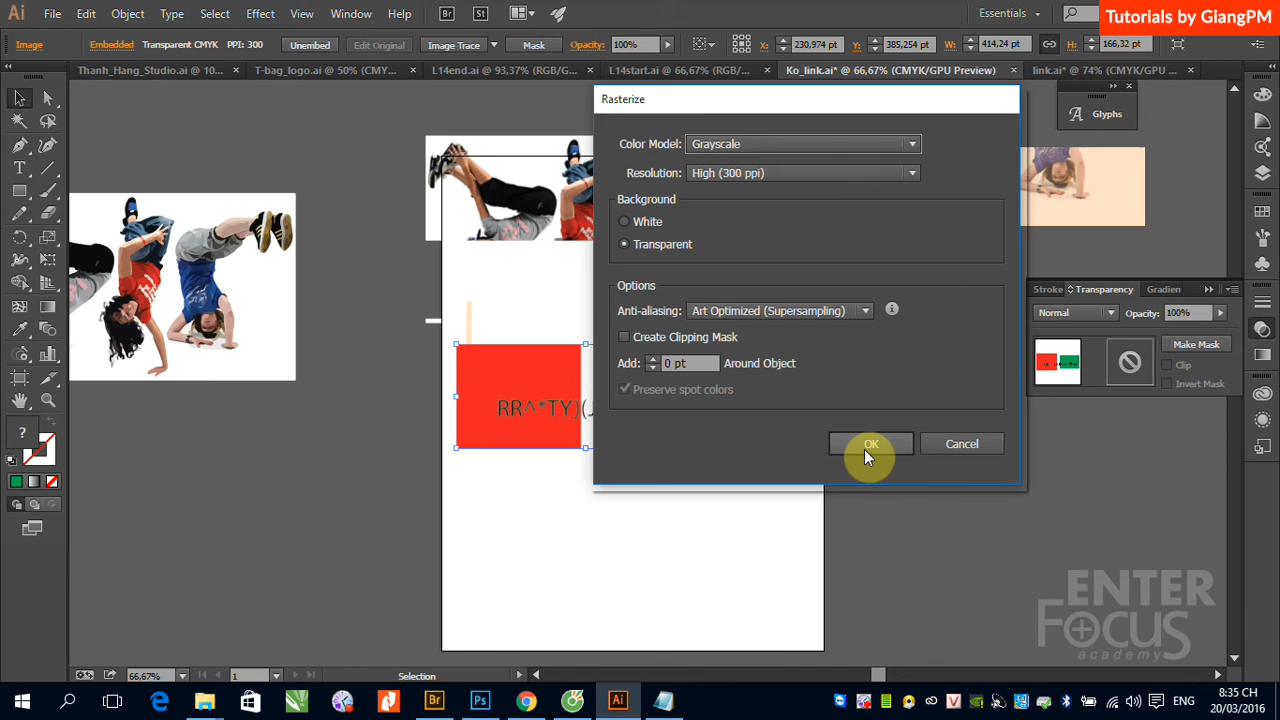 Ai File Edit Object Type Select Effect View Window Help Br St Essentials Tutorials by GiangPM
Image Embedded Transparent CMYK PPI: 300 Unembed Edit Original Image Trace Mask Opacity: 100% X: 230,974 pt Y: 385,254 pt W: 414,24 pt H: 166,32 pt
Thanh_Hang_Studio.ai @ 10... × T-bag_logo.ai @ 50% (CMY... × L14end.ai @ 93,37% (RGB/G... × L14start.ai @ 66,67% (RGB/... × Ko_link.ai* @ 66,67% (CMYK/GPU Preview) × link.ai* @ 74% (CMYK/GPU ... ×
Rasterize
Glyphs
Color Model: Grayscale
Resolution: High (300 ppi)
Background
White
Transparent
Options
Anti-aliasing: Art Optimized (Supersampling)
Create Clipping Mask
Add: 0 pt Around Object
Preserve spot colors
OK Cancel
Stroke Transparency Gradien
Normal Opacity: 100%
Make Mask
Clip
Invert Mask
RR^*TY)(
?
ENTER
FOCUS
academy
66,67% 1 Selection
Br Ps Ai ENG 8:35 CH
20/03/2016